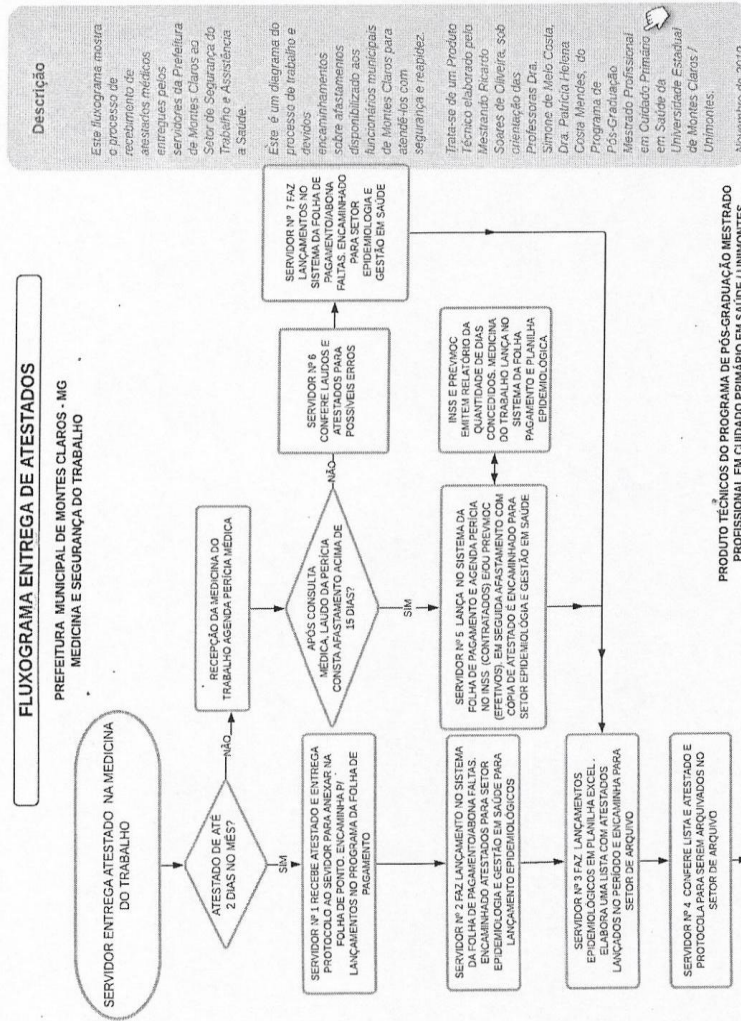 FLUXOGRAMA ENTREGA DE ATESTADOS
PREFEITURA MUNICIPAL DE MONTES CLAROS - MG
MEDICINA E SEGURANÇA DO TRABALHO
SERVIDOR ENTREGA ATESTADO NA MEDICINA
DO TRABALHO
ATESTADO DE ATÉ
2 DIAS NO MÊS?
NÃO
SIM
RECEPÇÃO DA MEDICINA DO
TRABALHO AGENDA PERÍCIA MÉDICA
SERVIDOR Nº 1 RECEBE ATESTADO E ENTREGA
PROTOCOLO AO SEVIDOR PARA ANEXAR NA
FOLHA DE PONTO. ENCAMINHA P/
LANÇAMENTOS NO PROGRAMA DA FOLHA DE
PAGAMENTO
APÓS CONSULTA
MÉDICA, LAUDO DA PERÍCIA
CONSTA AFASTAMENTO ACIMA DE
15 DIAS?
NÃO
SIM
SERVIDOR Nº 6
CONFERE LAUDOS E
ATESTADOS PARA
POSSÍVEIS ERROS
SERVIDOR Nº 7 FAZ
LANÇAMENTOS NO
SISTEMA DA FOLHA DE
PAGAMENTO/ABONA
FALTAS. ENCAMINHADO
PARA SETOR
EPIDEMIOLOGIA E
GESTÃO EM SAÚDE
SERVIDOR Nº 2 FAZ LANÇAMENTO NO SISTEMA
DA FOLHA DE PAGAMENTO/ABONA FALTAS.
ENCAMINHADO ATESTADOS PARA SETOR
EPIDEMIOLOGIA E GESTÃO EM SAÚDE PARA
LANÇAMENTO EPIDEMIOLÓGICOS
SERVIDOR Nº 5 LANÇA NO SISTEMA DA
FOLHA DE PAGAMENTO E AGENDA PERÍCIA
NO INSS (CONTRATADOS) E/OU PREVMOC
(EFETIVOS). EM SEGUIDA AFASTAMENTO COM
CÓPIA DE ATESTADO É ENCAMINHADO PARA
SETOR EPIDEMIOLOGIA E GESTÃO EM SAÚDE
INSS E PREVMOC
EMITEM RELATÓRIO DA
QUANTIDADE DE DIAS
CONCEDIDOS. MEDICINA
DO TRABALHO LANÇA NO
SISTEMA DA FOLHA
PAGAMENTO E PLANILHA
EPIDEMIOLÓGICA
SERVIDOR Nº 3 FAZ LANÇAMENTOS
EPIDEMIOLÓGICOS EM PLANILHA EXCEL .
ELABORA UMA LISTA COM ATESTADOS
LANÇADOS NO PERÍODO E ENCAMINHA PARA
SETOR DE ARQUIVO
SERVIDOR Nº 4 CONFERE LISTA E ATESTADO E
PROTOCOLA PARA SEREM ARQUIVADOS NO
SETOR DE ARQUIVO
PRODUTO TÉCNICOS DO PROGRAMA DE PÓS-GRADUAÇÃO MESTRADO
PROFISSIONAL EM CUIDADO PRIMÁRIO EM SAÚDE / UNIMONTES
Descrição
Este fluxograma mostra
o processo de
recebimento de
atestados médicos
entregues pelos
servidores da Prefeitura
de Montes Claros ao
Setor de Segurança do
Trabalho e Assistência
a Saúde.
Este é um diagrama do
processo de trabalho e
devidos
encaminhamentos
sobre afastamentos
disponibilizado aos
funcionários municipais
de Montes Claros para
atendê-los com
segurança e reapidez.
Trata-se de um Produto
Técnico elaborado pelo
Mestrando Ricardo
Soares de Oliveira, sob
orientação das
Professoras Dra.
Simone de Melo Costa,
Dra. Patrícia Helena
Costa Mendes, do
Programa de
Pós-Graduação
Mestrado Profissional
em Cuidado Primário
em Saúde da
Universidade Estadual
de Montes Claros /
Unimontes.
Novembro de 2019